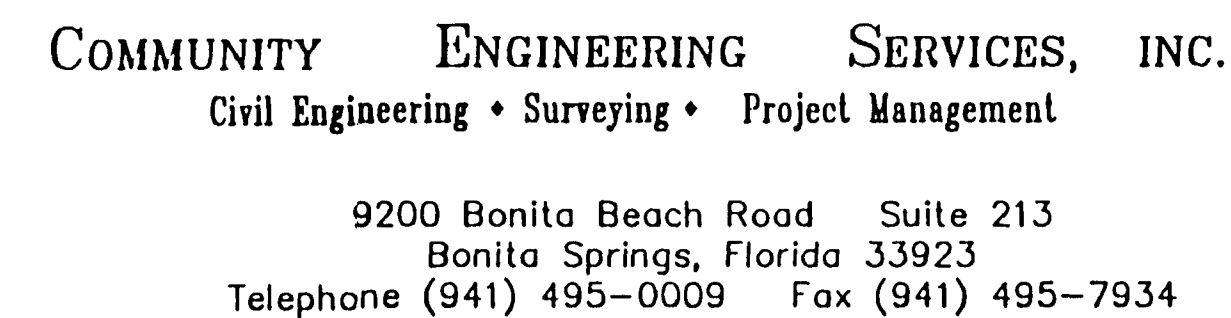 COMMUNITY ENGINEERING SERVICES, INC.
Civil Engineering ♦ Surveying ♦ Project Management
9200 Bonita Beach Road Suite 213
Bonita Springs, Florida 33923
Telephone (941) 495-0009 Fax (941) 495-7934